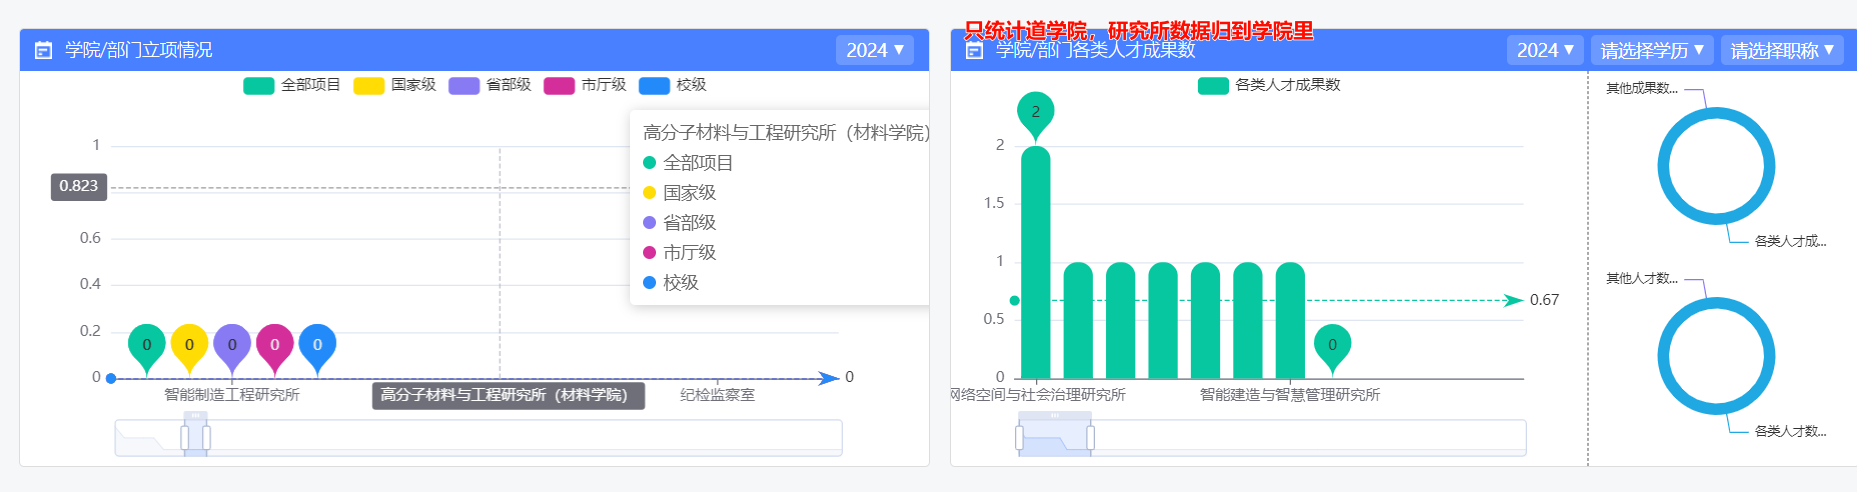 只统计道学院，研究所数据归到学院里
学院/部门立项情况
2024 ▼
全部项目 国家级 省部级 市厅级 校级
高分子材料与工程研究所（材料学院）
全部项目
国家级
省部级
市厅级
校级
1
0.823
0.6
0.4
0.2
0
0 0 0 0 0
0
智能制造工程研究所
高分子材料与工程研究所（材料学院）
纪检监察室
学院/部门各类人才成果数
2024 ▼ 请选择学历 ▼ 请选择职称 ▼
各类人才成果数
2
2
1.5
1
0.5
0
0
0.67
网络空间与社会治理研究所
智能建造与智慧管理研究所
其他成果数...
各类人才成...
其他人才数...
各类人才数...